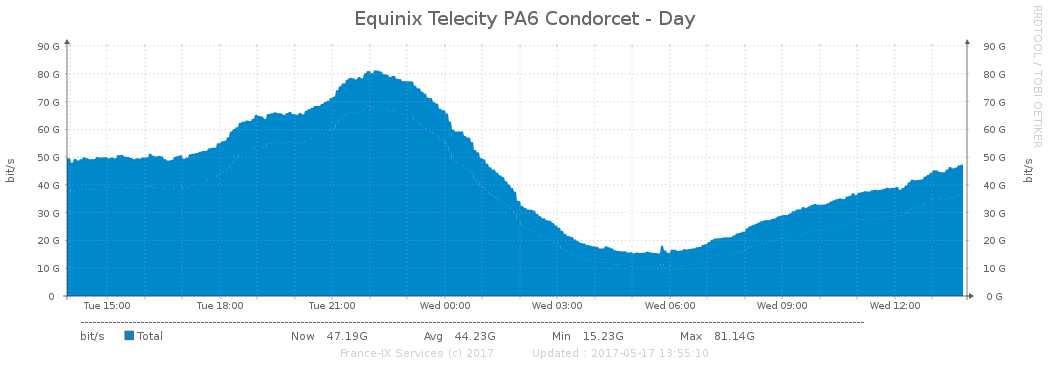 Equinix Telecity PA6 Condorcet - Day
RRDTOOL / TOBI OETIKER
bit/s
90 G 90 G
80 G 80 G
70 G 70 G
60 G 60 G
50 G 50 G
40 G 40 G
30 G 30 G
20 G 20 G
10 G 10 G
0 0 G
bit/s
Tue 15:00 Tue 18:00 Tue 21:00 Wed 00:00 Wed 03:00 Wed 06:00 Wed 09:00 Wed 12:00
bit/s Total Now 47.19G Avg 44.23G Min 15.23G Max 81.14G
France-IX Services (c) 2017 Updated : 2017-05-17 13:55:10